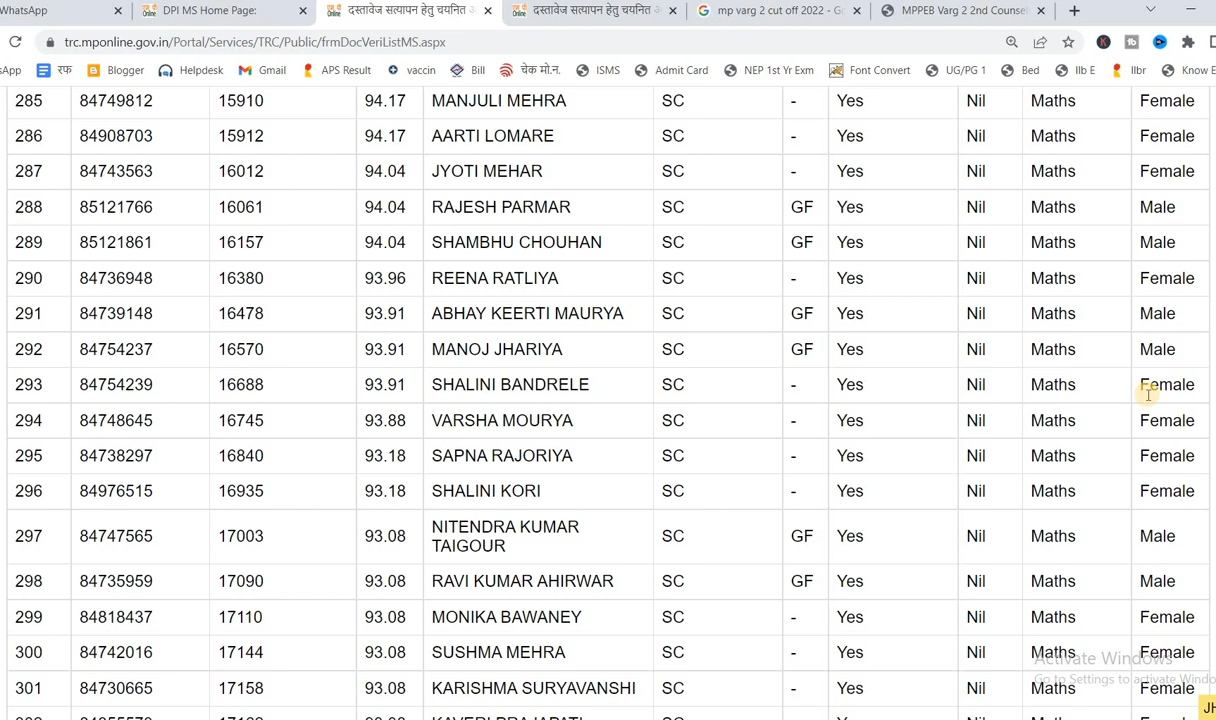 WhatsApp
DPI MS Home Page:
दस्तावेज सत्यापन हेतु चयनित अ
दस्तावेज सत्यापन हेतु चयनित अ
mp varg 2 cut off 2022 - G
MPPEB Varg 2 2nd Counse
trc.mponline.gov.in/Portal/Services/TRC/Public/frmDocVeriListMS.aspx
sApp
रफ
Blogger
Helpdesk
Gmail
APS Result
vaccin
Bill
चेक मो.न.
ISMS
Admit Card
NEP 1st Yr Exm
Font Convert
UG/PG 1
Bed
IIb E
IIbr
Know E
285 84749812 15910 94.17 MANJULI MEHRA SC - Yes Nil Maths Female
286 84908703 15912 94.17 AARTI LOMARE SC - Yes Nil Maths Female
287 84743563 16012 94.04 JYOTI MEHAR SC - Yes Nil Maths Female
288 85121766 16061 94.04 RAJESH PARMAR SC GF Yes Nil Maths Male
289 85121861 16157 94.04 SHAMBHU CHOUHAN SC GF Yes Nil Maths Male
290 84736948 16380 93.96 REENA RATLIYA SC - Yes Nil Maths Female
291 84739148 16478 93.91 ABHAY KEERTI MAURYA SC GF Yes Nil Maths Male
292 84754237 16570 93.91 MANOJ JHARIYA SC GF Yes Nil Maths Male
293 84754239 16688 93.91 SHALINI BANDRELE SC - Yes Nil Maths Female
294 84748645 16745 93.88 VARSHA MOURYA SC - Yes Nil Maths Female
295 84738297 16840 93.18 SAPNA RAJORIYA SC - Yes Nil Maths Female
296 84976515 16935 93.18 SHALINI KORI SC - Yes Nil Maths Female
297 84747565 17003 93.08 NITENDRA KUMAR TAIGOUR SC GF Yes Nil Maths Male
298 84735959 17090 93.08 RAVI KUMAR AHIRWAR SC GF Yes Nil Maths Male
299 84818437 17110 93.08 MONIKA BAWANEY SC - Yes Nil Maths Female
300 84742016 17144 93.08 SUSHMA MEHRA SC - Yes Nil Maths Female
301 84730665 17158 93.08 KARISHMA SURYAVANSHI SC - Yes Nil Maths Female
Activate Windows
Go to Settings to activate Windo
JH